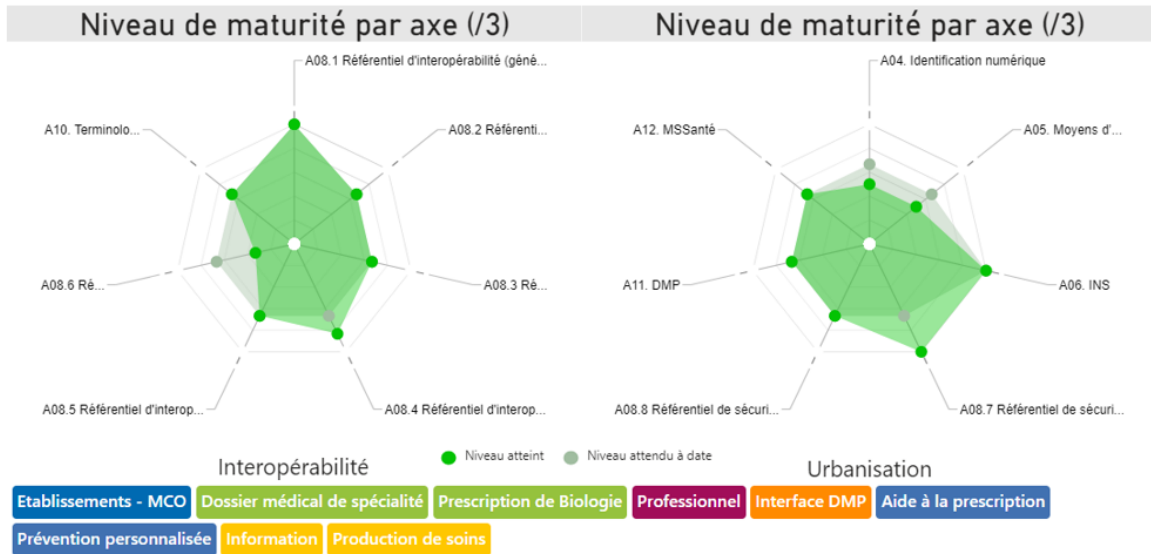 Niveau de maturité par axe (/3)
Niveau de maturité par axe (/3)
A08.1 Référentiel d'interopérabilité (géné...
A10. Terminolo...
A08.2 Référenti...
A08.6 Ré...
A08.3 Ré...
A08.5 Référentiel d'interop...
A08.4 Référentiel d'interop...
A04. Identification numérique
A12. MSSanté
A05. Moyens d'...
A11. DMP
A06. INS
A08.8 Référentiel de sécuri...
A08.7 Référentiel de sécuri...
Niveau atteint Niveau attendu à date
Interopérabilité Urbanisation
Etablissements - MCO Dossier médical de spécialité Prescription de Biologie Professionnel Interface DMP Aide à la prescription
Prévention personnalisée Information Production de soins